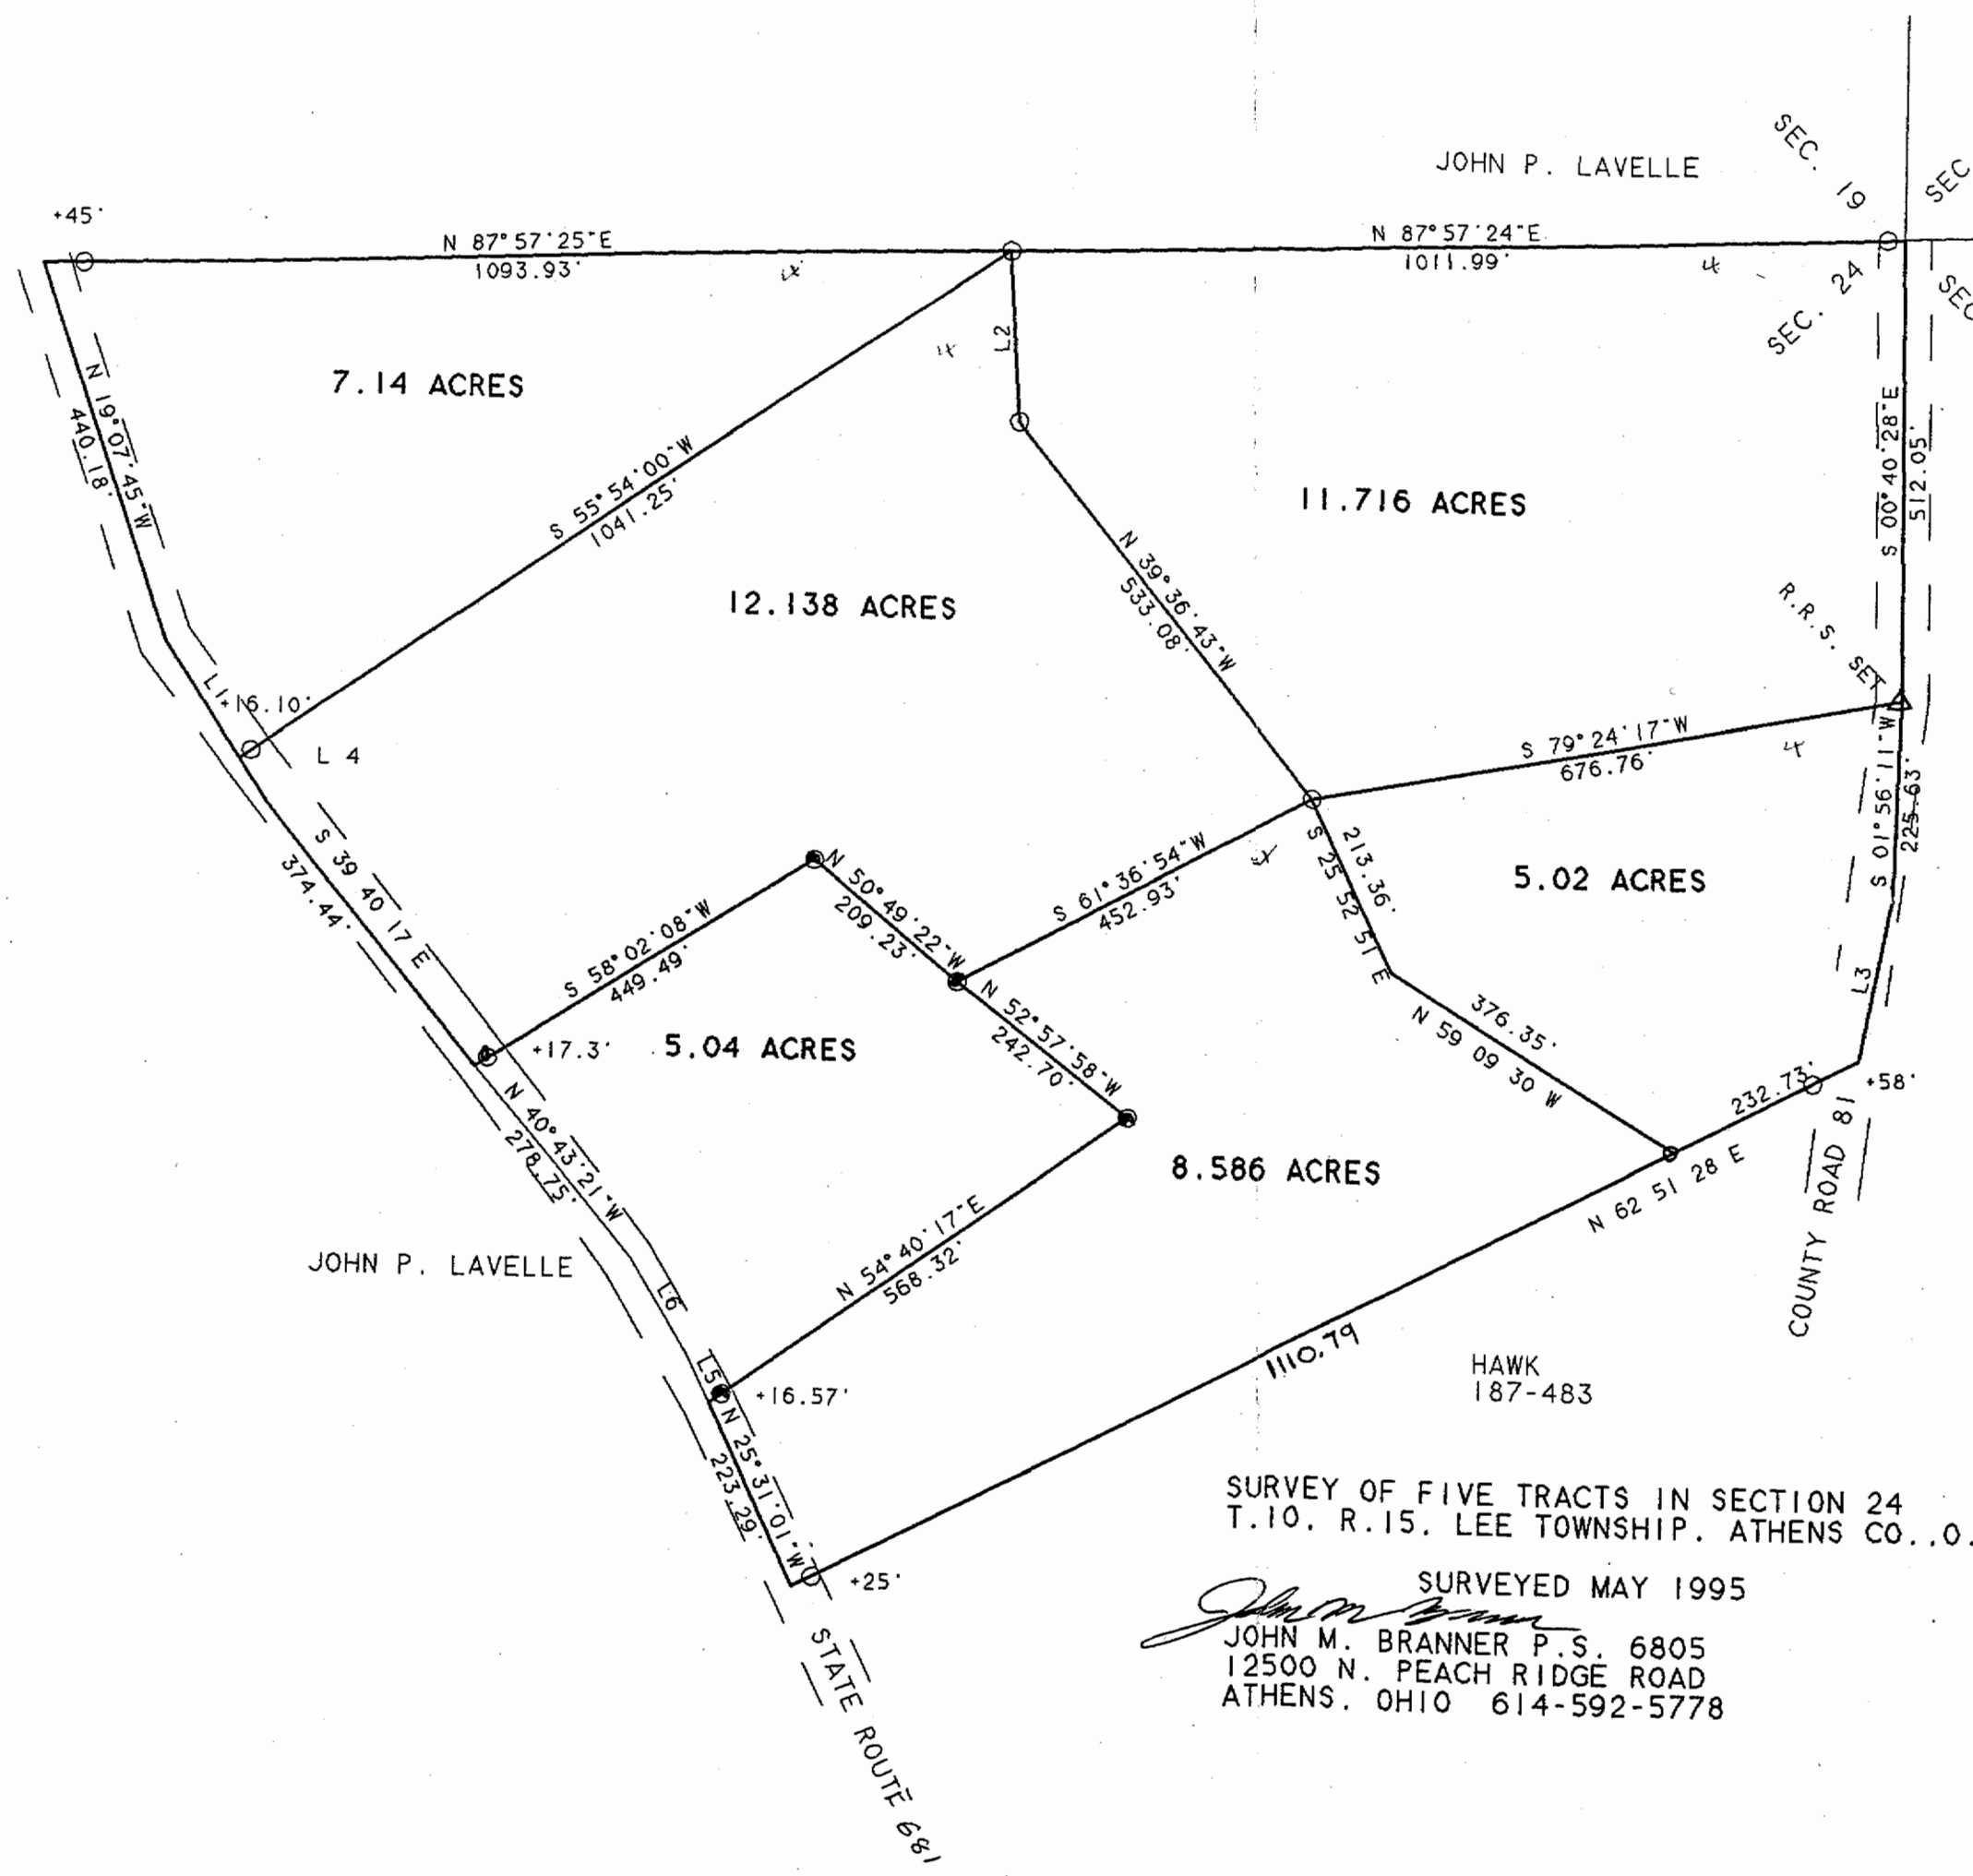 JOHN P. LAVELLE
SEC. 19
SEC
+45'
N 87°57'25"E
1093.93'
N 87°57'24"E
1011.99'
SEC. 24
SEC
L2
7.14 ACRES
N 19°07'45"W
440.18'
S 55°54'00"W
1041.25'
11.716 ACRES
S 00°40'28"E
512.05'
N 39°36'43"W
533.08'
12.138 ACRES
R.R.S. SET
L1
+16.10'
L 4
S 79°24'17"W
676.76'
S 01°56'11"W
225.63'
S 39 40 17 E
374.44'
N 50°49'22"W
209.23'
S 61°36'54"W
452.93'
213.36'
S 25 52 51 E
5.02 ACRES
S 58°02'08"W
449.49'
L3
+17.3'
5.04 ACRES
N 52°57'58"W
242.70'
376.35'
N 59 09 30 W
232.73'
+58'
N 40°43'21"W
278.75'
8.586 ACRES
N 62 51 28 E
COUNTY ROAD 81
JOHN P. LAVELLE
N 54°40'17"E
568.32'
L6
L5
+16.57'
1110.79
HAWK
187-483
N 25°31'01"W
223.29'
+25'
STATE ROUTE 681
SURVEY OF FIVE TRACTS IN SECTION 24
T.10. R.15. LEE TOWNSHIP. ATHENS CO..O.
SURVEYED MAY 1995
JOHN M. BRANNER P.S. 6805
12500 N. PEACH RIDGE ROAD
ATHENS. OHIO 614-592-5778